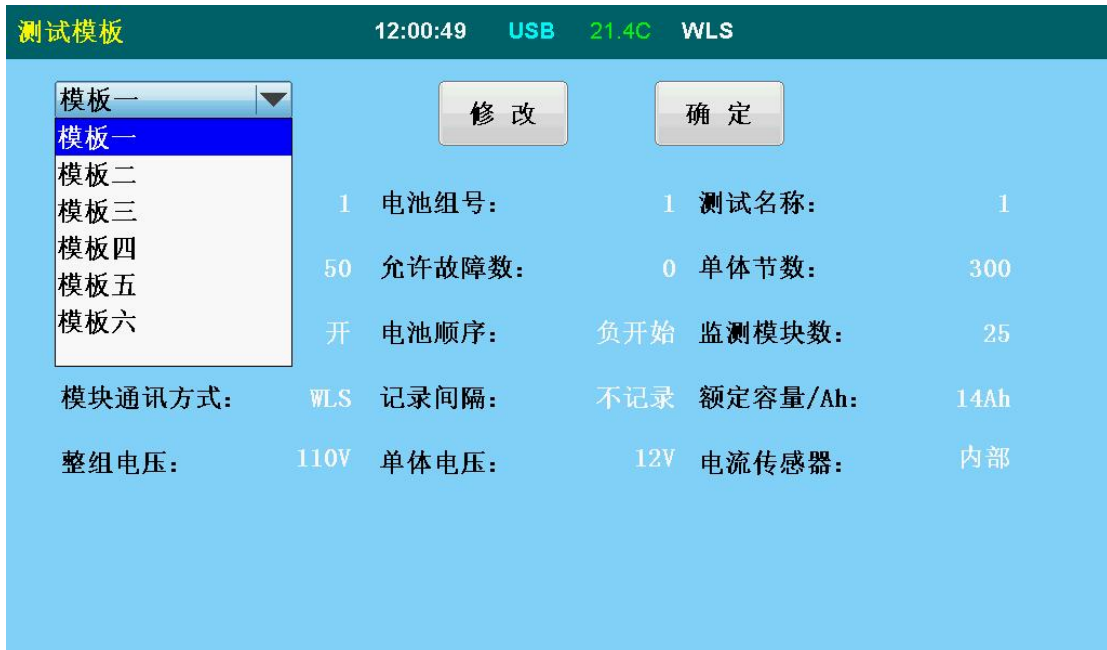 测试模板 12:00:49 USB 21.4C WLS
模板一 修 改 确 定
模板一
模板二
模板三 1 电池组号： 1 测试名称： 1
模板四
模板五 50 允许故障数： 0 单体节数： 300
模板六 开 电池顺序： 负开始 监测模块数： 25
模块通讯方式： WLS 记录间隔： 不记录 额定容量/Ah： 14Ah
整组电压： 110V 单体电压： 12V 电流传感器： 内部